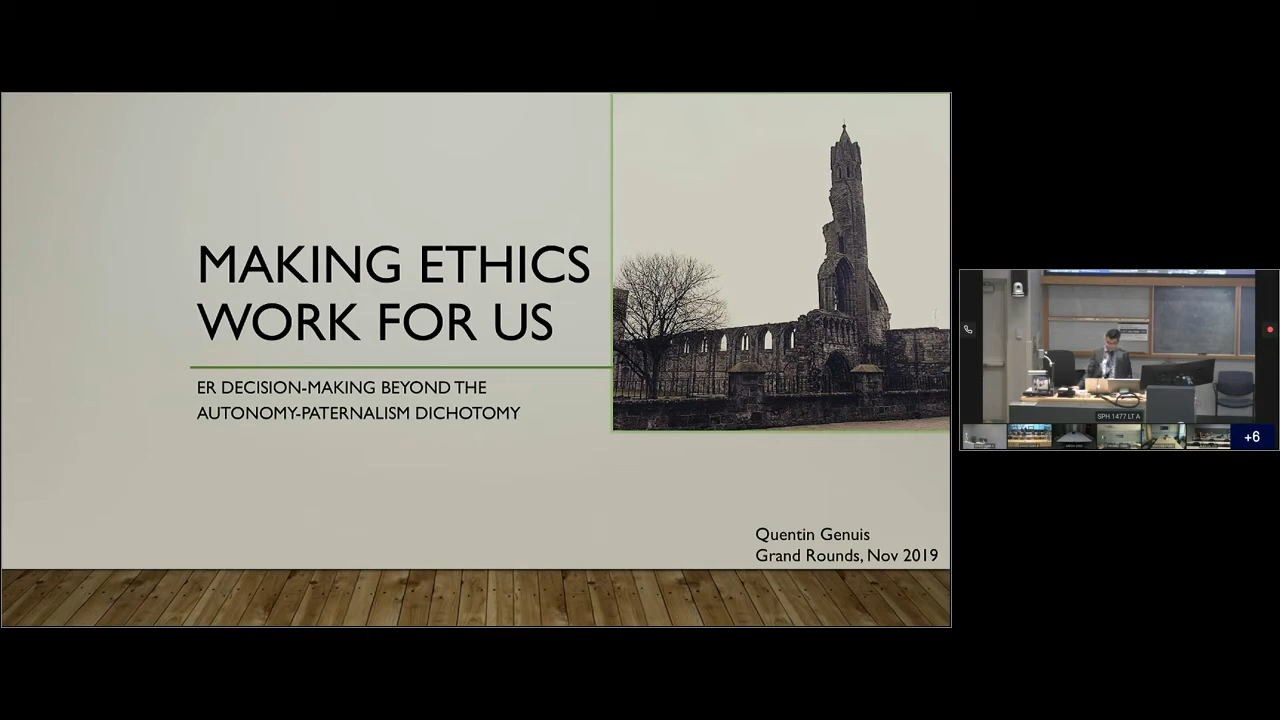 MAKING ETHICS
WORK FOR US
ER DECISION-MAKING BEYOND THE
AUTONOMY-PATERNALISM DICHOTOMY
Quentin Genuis
Grand Rounds, Nov 2019
SPH 1477 LT A
+6